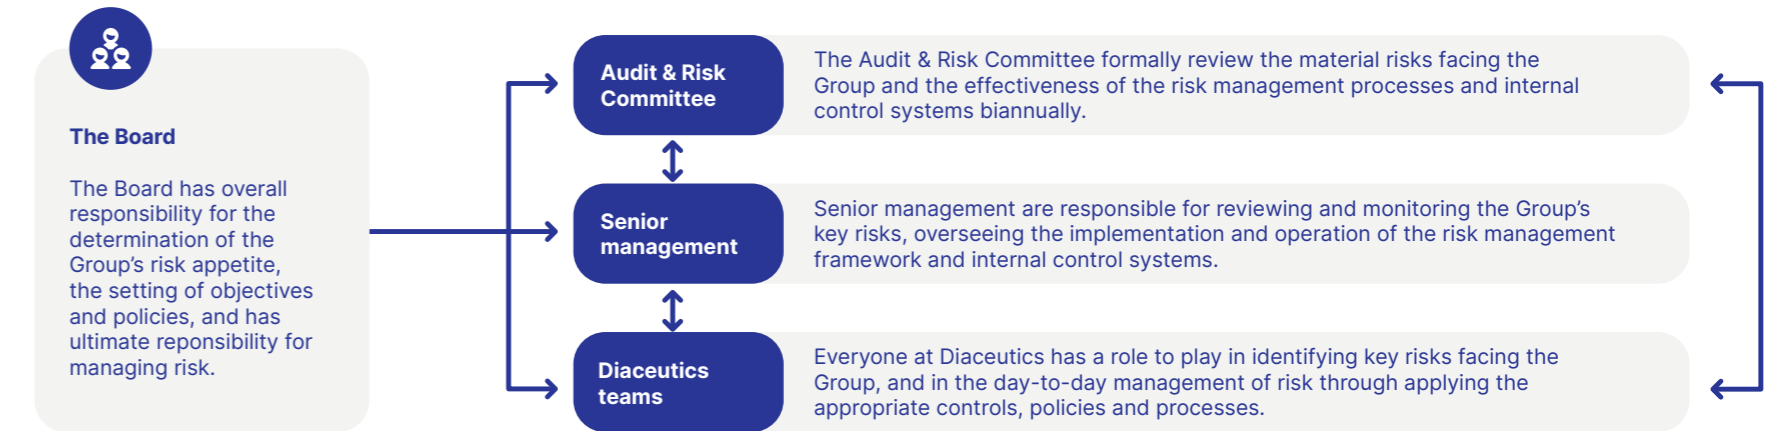 The Board
The Board has overall
responsibility for the
determination of the
Group's risk appetite,
the setting of objectives
and policies, and has
ultimate reponsibility for
managing risk.
Audit & Risk
Committee
The Audit & Risk Committee formally review the material risks facing the
Group and the effectiveness of the risk management processes and internal
control systems biannually.
Senior
management
Senior management are responsible for reviewing and monitoring the Group's
key risks, overseeing the implementation and operation of the risk management
framework and internal control systems.
Diaceutics
teams
Everyone at Diaceutics has a role to play in identifying key risks facing the
Group, and in the day-to-day management of risk through applying the
appropriate controls, policies and processes.